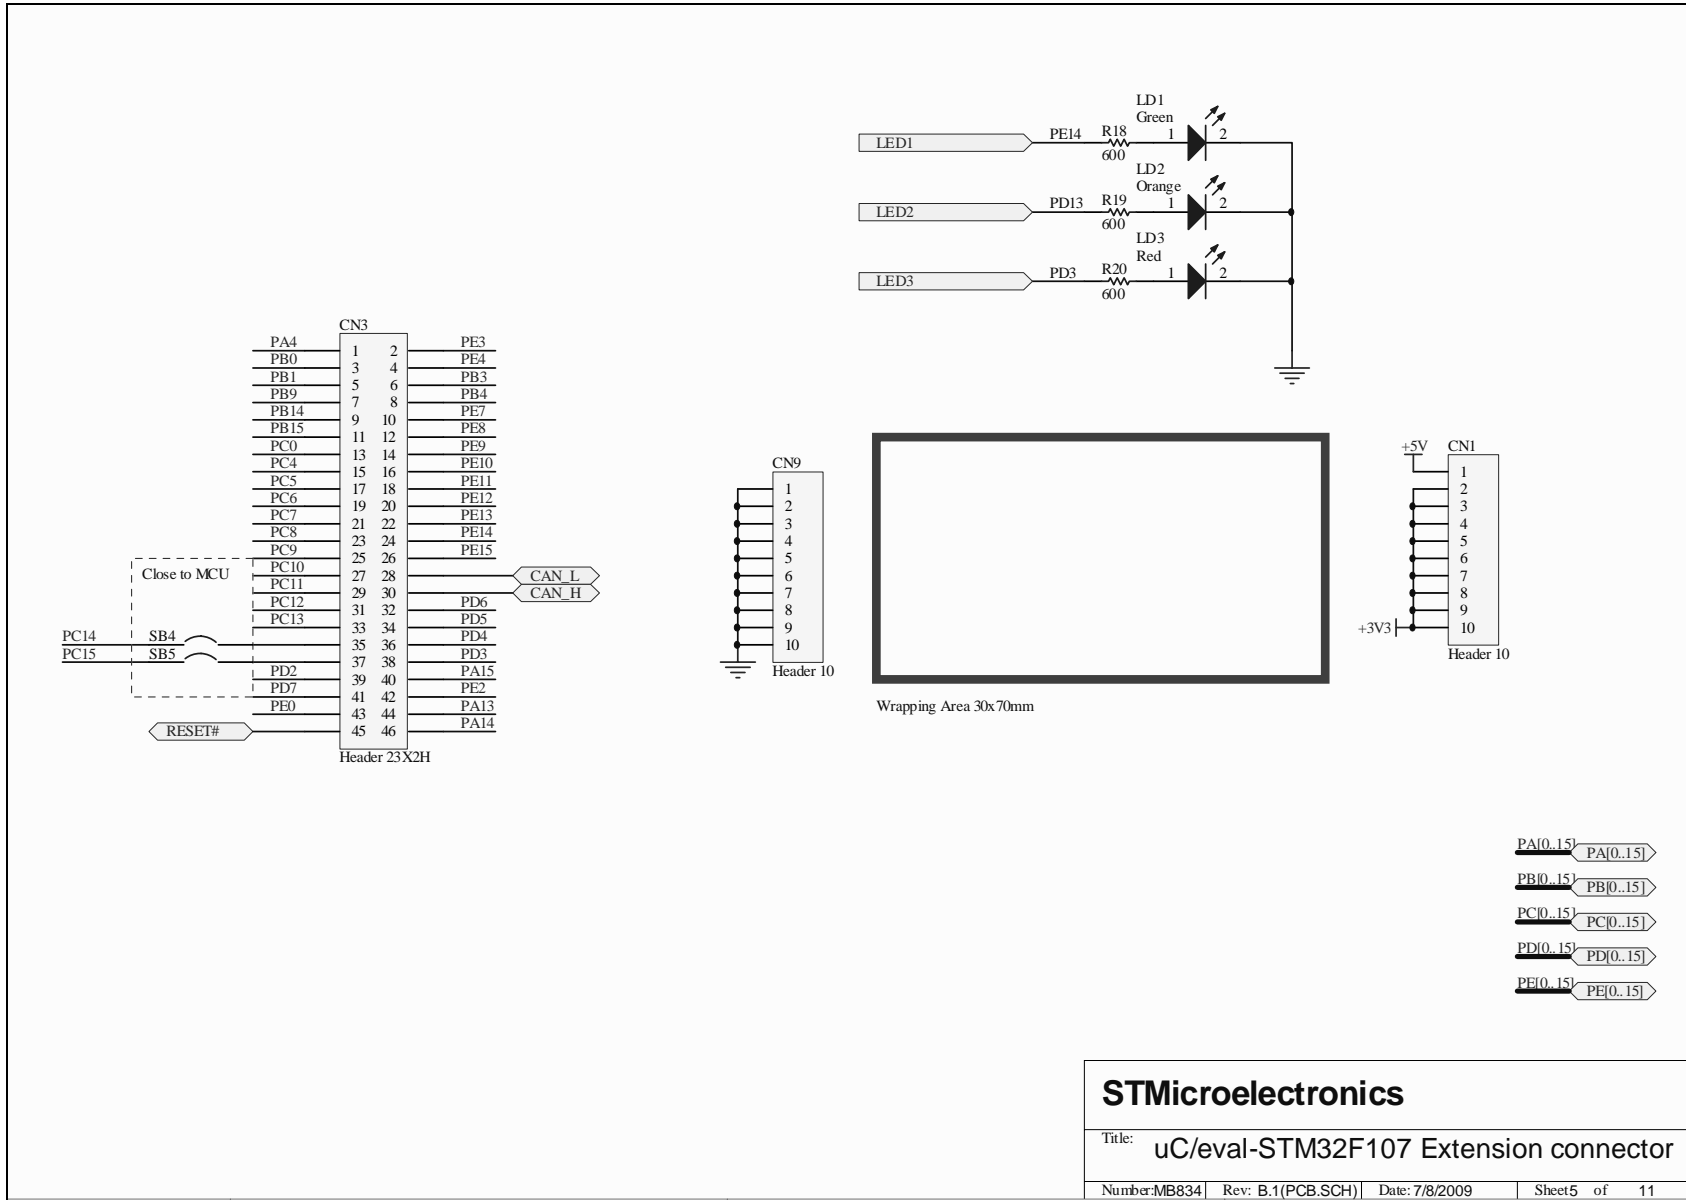 LD1
Green
LED1 PE14 R18 1 2
600
LD2
Orange
LED2 PD13 R19 1 2
600
LD3
Red
LED3 PD3 R20 1 2
600
CN3
PA4 1 2 PE3
PB0 3 4 PE4
PB1 5 6 PB3
PB9 7 8 PB4
PB14 9 10 PE7
PB15 11 12 PE8
PC0 13 14 PE9
PC4 15 16 PE10
PC5 17 18 PE11
PC6 19 20 PE12
PC7 21 22 PE13
PC8 23 24 PE14
PC9 25 26 PE15
Close to MCU PC10 27 28 CAN_L
PC11 29 30 CAN_H
PC12 31 32 PD6
PC13 33 34 PD5
PC14 SB4 35 36 PD4
PC15 SB5 37 38 PD3
PD2 39 40 PA15
PD7 41 42 PE2
PE0 43 44 PA13
RESET# 45 46 PA14
Header 23X2H
CN9
1
2
3
4
5
6
7
8
9
10
Header 10
Wrapping Area 30x70mm
+5V CN1
1
2
3
4
5
6
7
8
9
+3V3 10
Header 10
PA[0..15] PA[0..15]
PB[0..15] PB[0..15]
PC[0..15] PC[0..15]
PD[0..15] PD[0..15]
PE[0..15] PE[0..15]
STMicroelectronics
Title: uC/eval-STM32F107 Extension connector
Number:MB834 Rev: B.1(PCB.SCH) Date: 7/8/2009 Sheet5 of 11